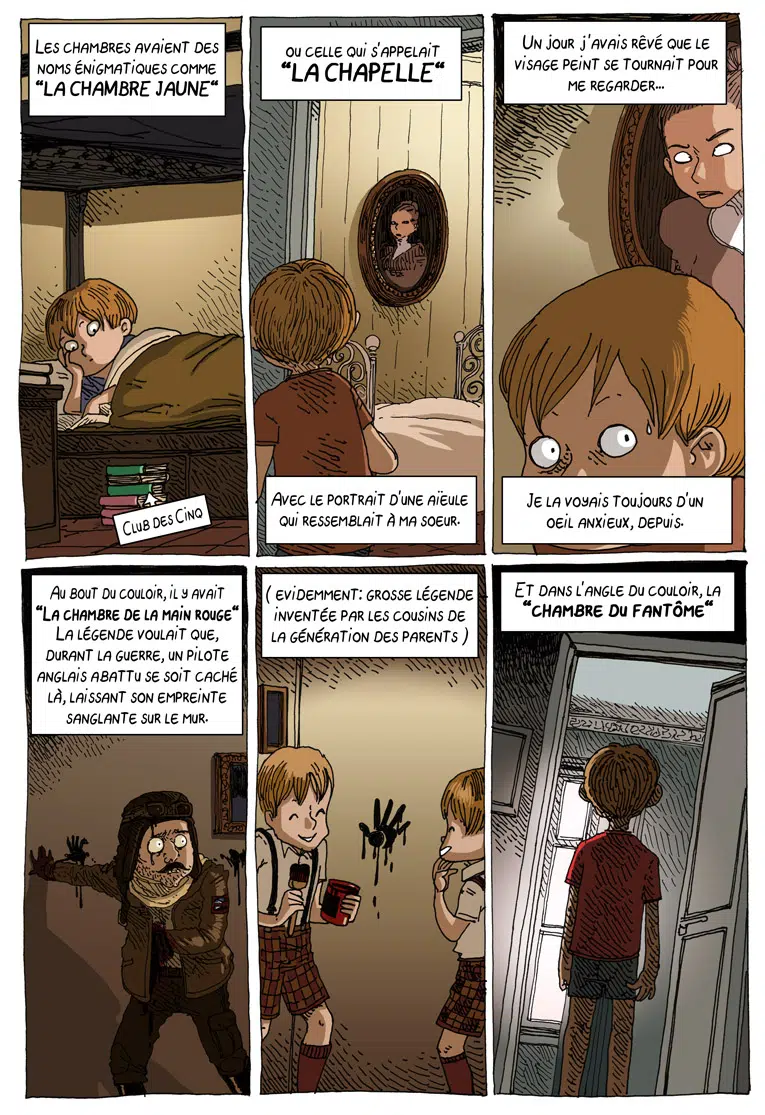 Les chambres avaient des
noms énigmatiques comme
"La chambre jaune"
ou celle qui s'appelait
"La Chapelle"
Un jour j'avais rêvé que le
visage peint se tournait pour
me regarder...
Club des Cinq
Avec le portrait d'une aïeule
qui ressemblait à ma soeur.
Je la voyais toujours d'un
oeil anxieux, depuis.
Au bout du couloir, il y avait
"La chambre de la main rouge"
La légende voulait que,
durant la guerre, un pilote
anglais abattu se soit caché
là, laissant son empreinte
sanglante sur le mur.
( Evidemment: grosse légende
inventée par les cousins de
la génération des parents )
Et dans l'angle du couloir, la
"chambre du fantôme"